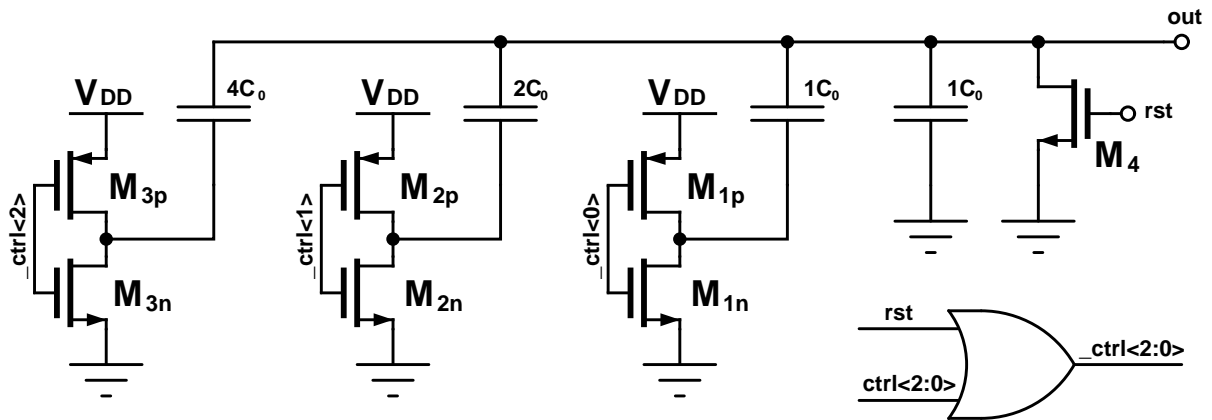 out
4C₀
2C₀
1C₀
1C₀
VDD
VDD
VDD
rst
M4
M3p
M2p
M1p
_ctrl<2>
_ctrl<1>
_ctrl<0>
M3n
M2n
M1n
rst
_ctrl<2:0>
ctrl<2:0>